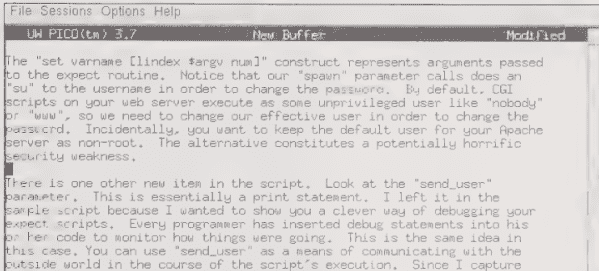 File Sessions Options Help
UW PICO(tm) 3.7 New Buffer Modified
The "set varname [lindex $argv num]" construct represents arguments passed
to the expect routine. Notice that our "spawn" parameter calls does an
"su" to the username in order to change the password. By default, CGI
scripts on your web server execute as some unprivileged user like "nobody"
or "www", so we need to change our effective user in order to change the
password. Incidentally, you want to keep the default user for your Apache
server as non-root. The alternative constitutes a potentially horrific
security weakness.
There is one other new item in the script. Look at the "send_user"
parameter. This is essentially a print statement. I left it in the
sample script because I wanted to show you a clever way of debugging your
expect scripts. Every programmer has inserted debug statements into his
or her code to monitor how things were going. This is the same idea in
this case. You can use "send_user" as a means of communicating with the
outside world in the course of the script's execution. Since I capture